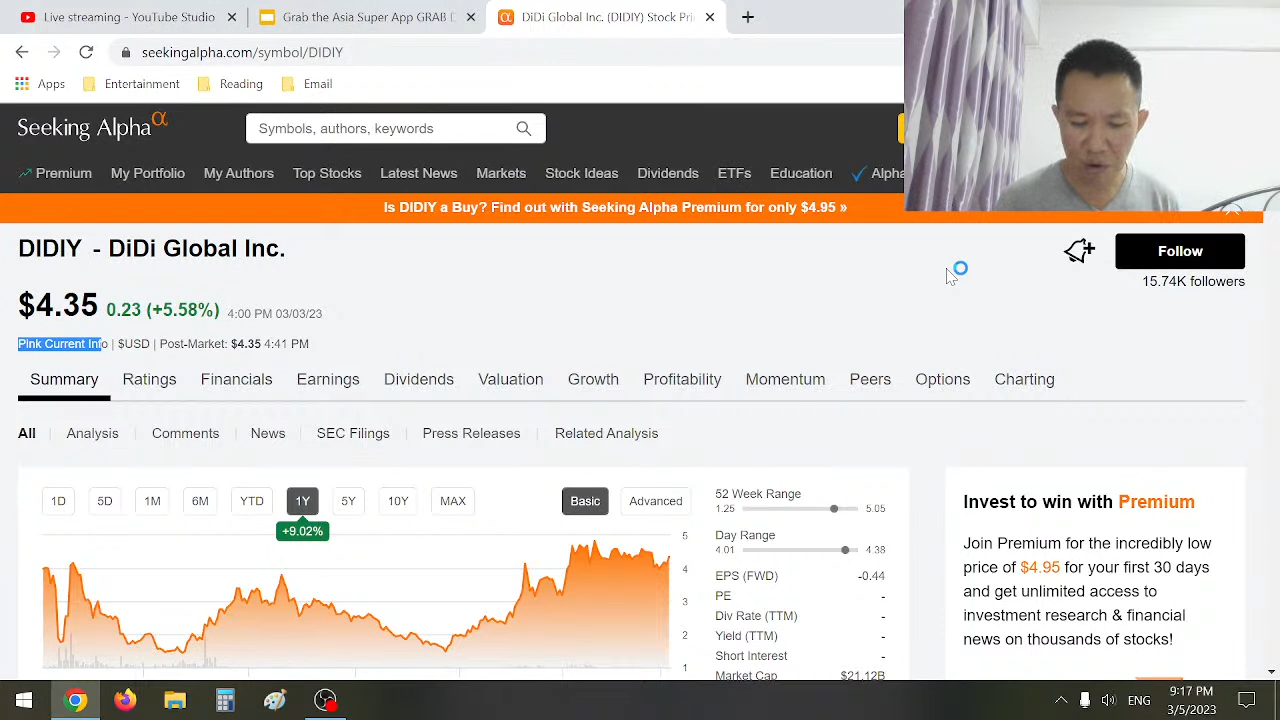 Live streaming - YouTube Studio
Grab the Asia Super App GRAB
DiDi Global Inc. (DIDIY) Stock Pri
seekingalpha.com/symbol/DIDIY
Apps Entertainment Reading Email
Seeking Alpha α
Symbols, authors, keywords
Premium My Portfolio My Authors Top Stocks Latest News Markets Stock Ideas Dividends ETFs Education Alpha
Is DIDIY a Buy? Find out with Seeking Alpha Premium for only $4.95 »
DIDIY - DiDi Global Inc.
Follow
15.74K followers
$4.35 0.23 (+5.58%) 4:00 PM 03/03/23
Pink Current Info | $USD | Post-Market: $4.35 4:41 PM
Summary Ratings Financials Earnings Dividends Valuation Growth Profitability Momentum Peers Options Charting
All Analysis Comments News SEC Filings Press Releases Related Analysis
1D 5D 1M 6M YTD 1Y 5Y 10Y MAX Basic Advanced
+9.02%
5
4
3
2
1
52 Week Range
1.25 5.05
Day Range
4.01 4.38
EPS (FWD) -0.44
PE -
Div Rate (TTM) -
Yield (TTM) -
Short Interest -
Market Cap $21.12B
Invest to win with Premium
Join Premium for the incredibly low
price of $4.95 for your first 30 days
and get unlimited access to
investment research & financial
news on thousands of stocks!
ENG
9:17 PM
3/5/2023